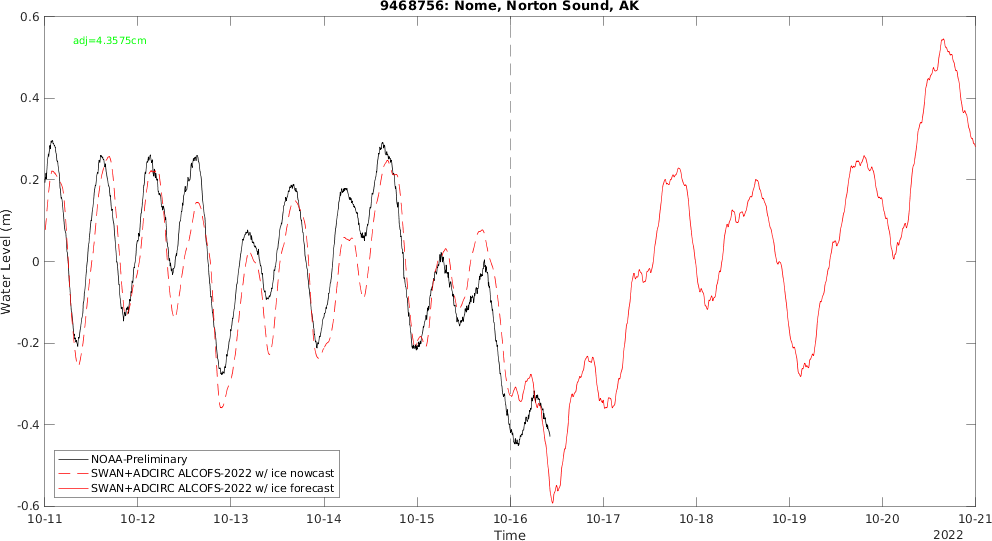 9468756: Nome, Norton Sound, AK
adj=4.3575cm
0.6
0.4
0.2
0
-0.2
-0.4
-0.6
Water Level (m)
NOAA-Preliminary
SWAN+ADCIRC ALCOFS-2022 w/ ice nowcast
SWAN+ADCIRC ALCOFS-2022 w/ ice forecast
10-11 10-12 10-13 10-14 10-15 10-16 10-17 10-18 10-19 10-20 10-21
Time
2022